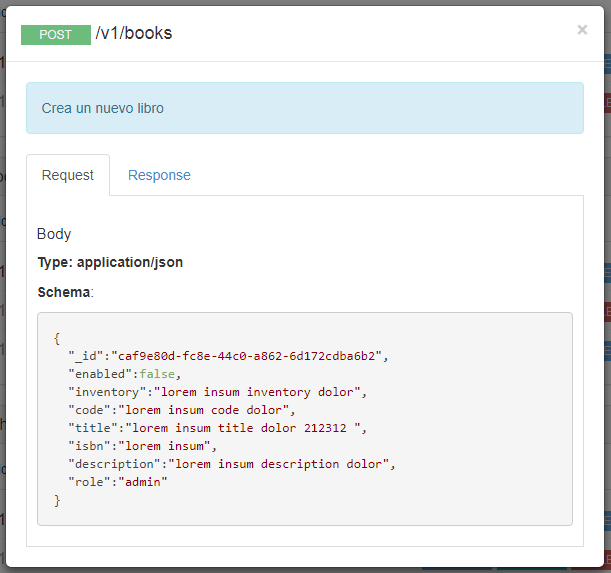 POST /v1/books ×
Crea un nuevo libro
Request Response
Body
Type: application/json
Schema:
{
"_id":"caf9e80d-fc8e-44c0-a862-6d172cdba6b2",
"enabled":false,
"inventory":"lorem insum inventory dolor",
"code":"lorem insum code dolor",
"title":"lorem insum title dolor 212312 ",
"isbn":"lorem insum",
"description":"lorem insum description dolor",
"role":"admin"
}